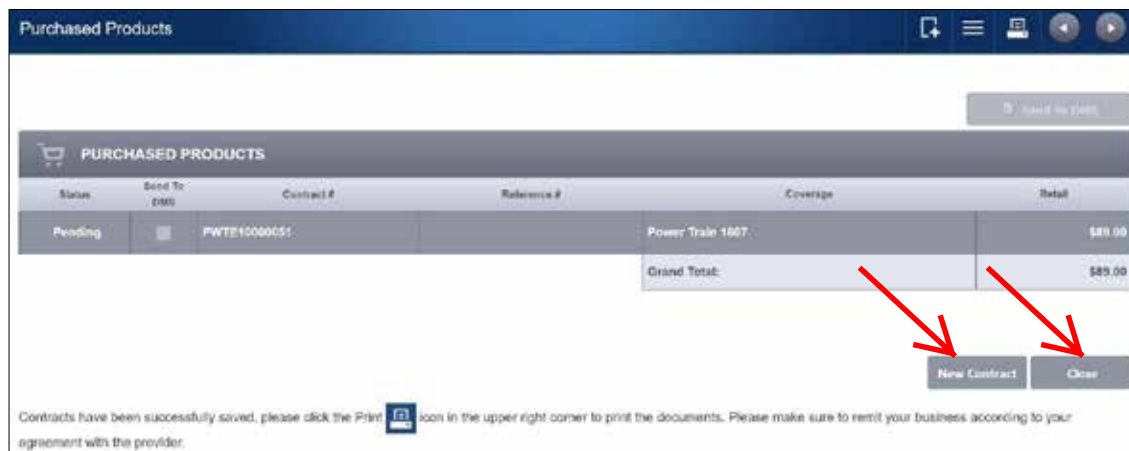 Purchased Products
Send To DMS
PURCHASED PRODUCTS
Status Send To DMS Contract # Reference # Coverage Retail
Pending PWTE10000051 Power Train 1607 $89.00
Grand Total: $89.00
New Contract Close
Contracts have been successfully saved, please click the Print icon in the upper right corner to print the documents. Please make sure to remit your business according to your
agreement with the provider.